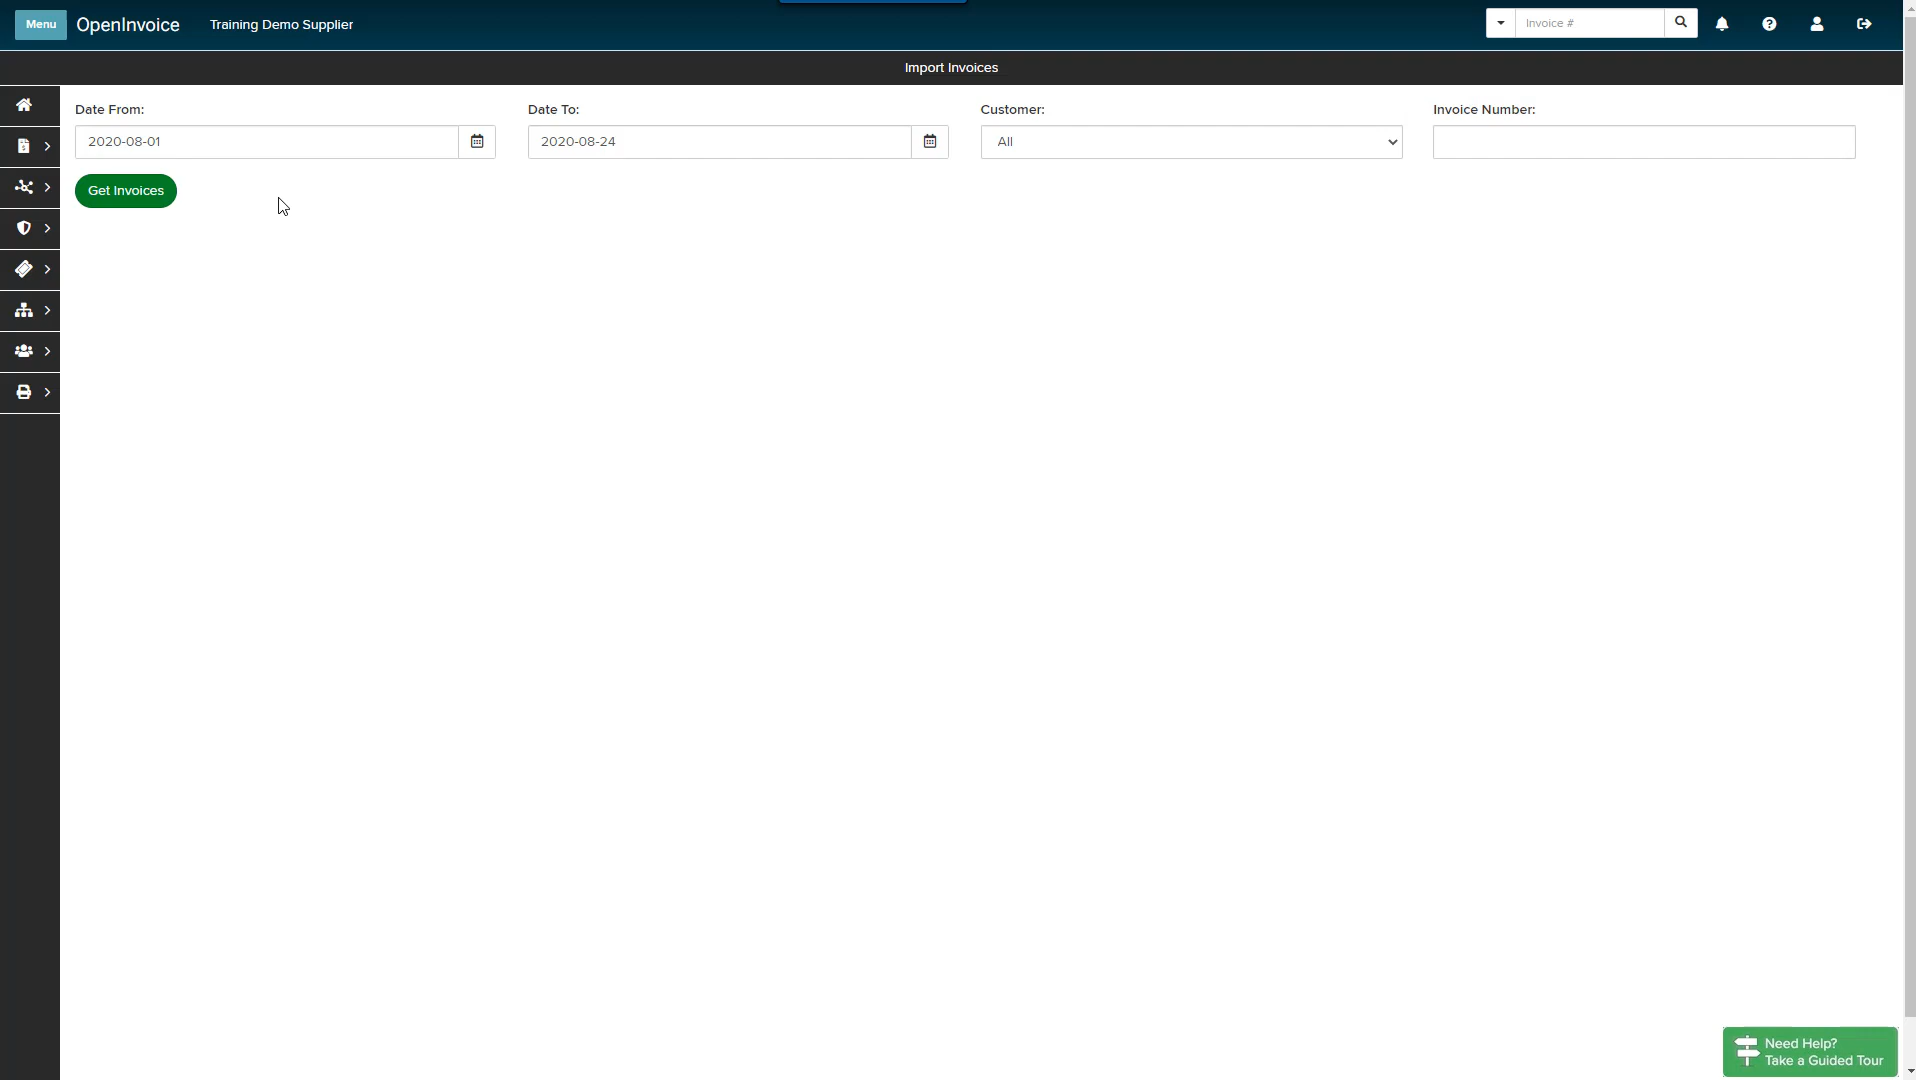 Menu OpenInvoice Training Demo Supplier Invoice #
Import Invoices
Date From: Date To: Customer: Invoice Number:
2020-08-01 2020-08-24 All
Get Invoices
Need Help?
Take a Guided Tour